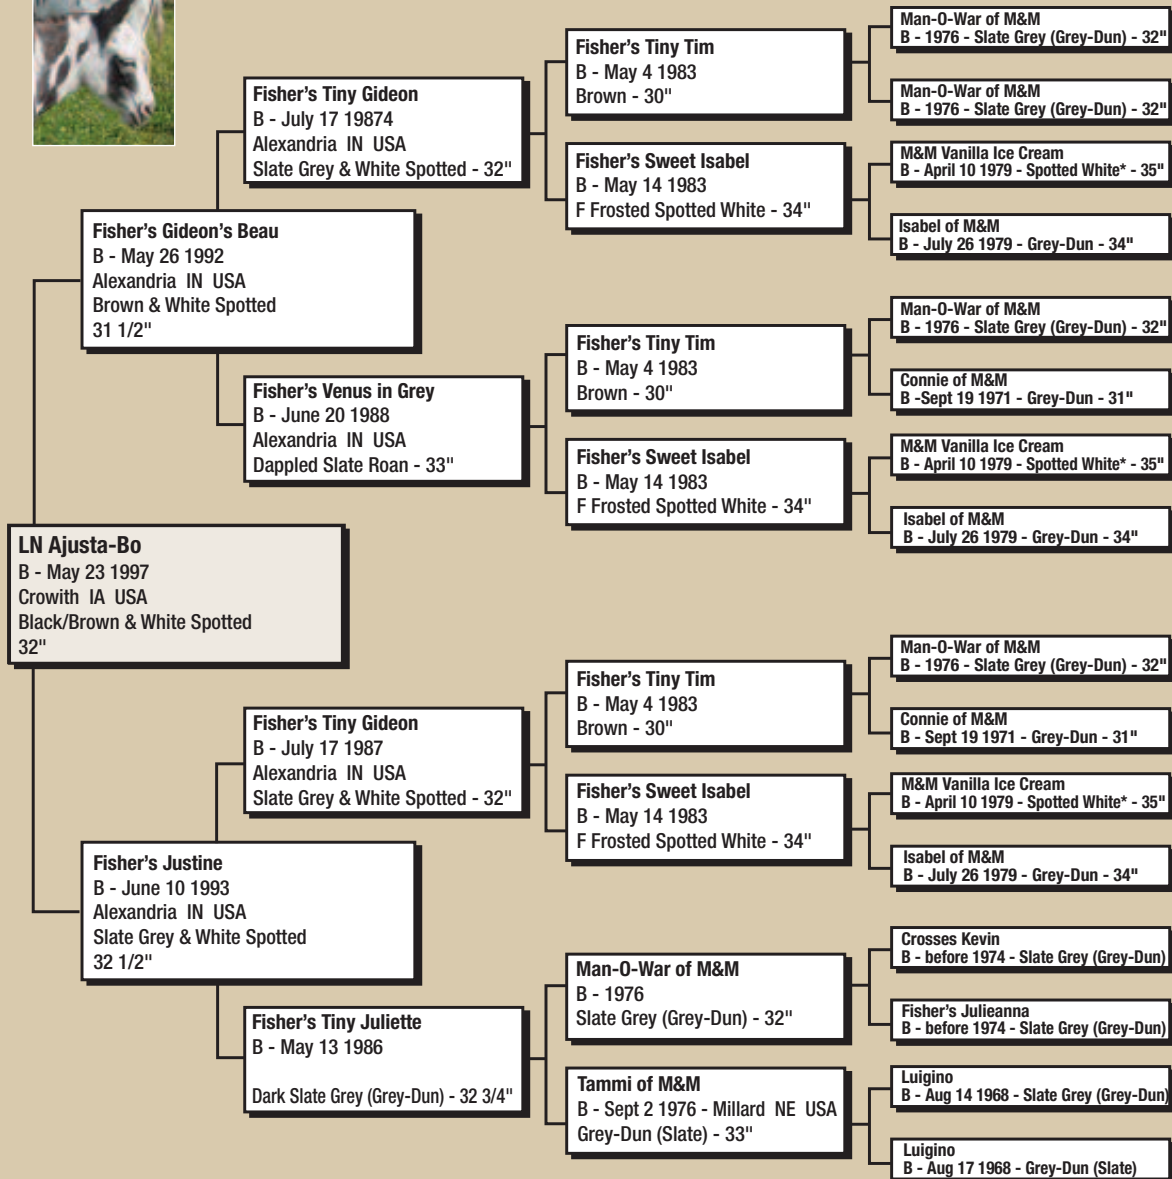 Man-O-War of M&M
B - 1976 - Slate Grey (Grey-Dun) - 32"
Fisher's Tiny Tim
B - May 4 1983
Brown - 30"
Man-O-War of M&M
B - 1976 - Slate Grey (Grey-Dun) - 32"
Fisher's Tiny Gideon
B - July 17 19874
Alexandria IN USA
Slate Grey & White Spotted - 32"
M&M Vanilla Ice Cream
B - April 10 1979 - Spotted White* - 35"
Fisher's Sweet Isabel
B - May 14 1983
F Frosted Spotted White - 34"
Isabel of M&M
B - July 26 1979 - Grey-Dun - 34"
Fisher's Gideon's Beau
B - May 26 1992
Alexandria IN USA
Brown & White Spotted
31 1/2"
Man-O-War of M&M
B - 1976 - Slate Grey (Grey-Dun) - 32"
Fisher's Tiny Tim
B - May 4 1983
Brown - 30"
Connie of M&M
B -Sept 19 1971 - Grey-Dun - 31"
Fisher's Venus in Grey
B - June 20 1988
Alexandria IN USA
Dappled Slate Roan - 33"
M&M Vanilla Ice Cream
B - April 10 1979 - Spotted White* - 35"
Fisher's Sweet Isabel
B - May 14 1983
F Frosted Spotted White - 34"
Isabel of M&M
B - July 26 1979 - Grey-Dun - 34"
LN Ajusta-Bo
B - May 23 1997
Crowith IA USA
Black/Brown & White Spotted
32"
Man-O-War of M&M
B - 1976 - Slate Grey (Grey-Dun) - 32"
Fisher's Tiny Tim
B - May 4 1983
Brown - 30"
Connie of M&M
B - Sept 19 1971 - Grey-Dun - 31"
Fisher's Tiny Gideon
B - July 17 1987
Alexandria IN USA
Slate Grey & White Spotted - 32"
M&M Vanilla Ice Cream
B - April 10 1979 - Spotted White* - 35"
Fisher's Sweet Isabel
B - May 14 1983
F Frosted Spotted White - 34"
Isabel of M&M
B - July 26 1979 - Grey-Dun - 34"
Fisher's Justine
B - June 10 1993
Alexandria IN USA
Slate Grey & White Spotted
32 1/2"
Crosses Kevin
B - before 1974 - Slate Grey (Grey-Dun)
Man-O-War of M&M
B - 1976
Slate Grey (Grey-Dun) - 32"
Fisher's Julieanna
B - before 1974 - Slate Grey (Grey-Dun)
Fisher's Tiny Juliette
B - May 13 1986
Dark Slate Grey (Grey-Dun) - 32 3/4"
Luigino
B - Aug 14 1968 - Slate Grey (Grey-Dun)
Tammi of M&M
B - Sept 2 1976 - Millard NE USA
Grey-Dun (Slate) - 33"
Luigino
B - Aug 17 1968 - Grey-Dun (Slate)